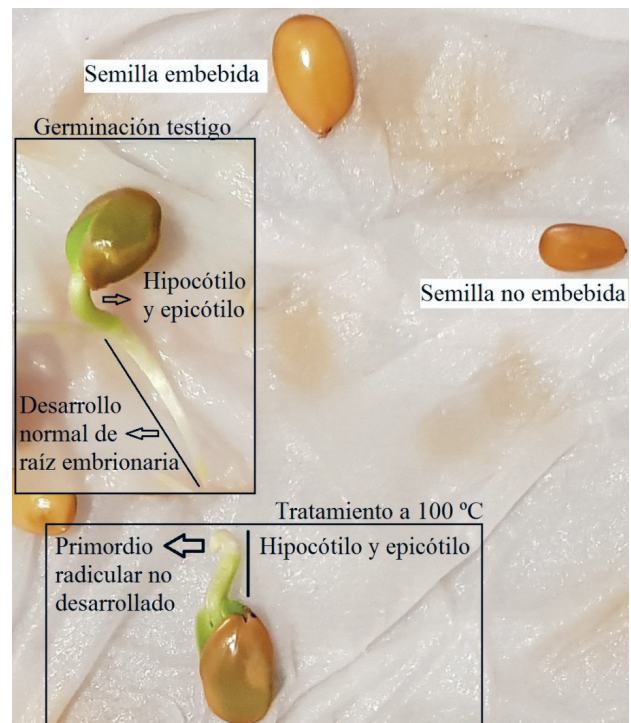 Semilla embebida
Germinación testigo
Hipocótilo
y epicótilo
Semilla no embebida
Desarrollo
normal de
raíz embrionaria
Tratamiento a 100 ºC
Primordio
radicular no
desarrollado
Hipocótilo y epicótilo